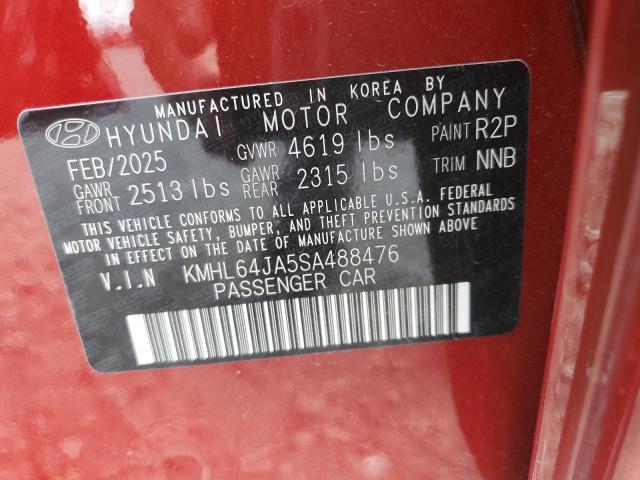 MANUFACTURED IN KOREA BY
HYUNDAI MOTOR COMPANY
FEB/2025 GVWR 4619 lbs PAINT R2P
GAWR FRONT 2513 lbs GAWR REAR 2315 lbs TRIM NNB
THIS VEHICLE CONFORMS TO ALL APPLICABLE U.S.A. FEDERAL
MOTOR VEHICLE SAFETY, BUMPER, AND THEFT PREVENTION STANDARDS
IN EFFECT ON THE DATE OF MANUFACTURE SHOWN ABOVE.
V.I.N KMHL64JA5SA488476
PASSENGER CAR